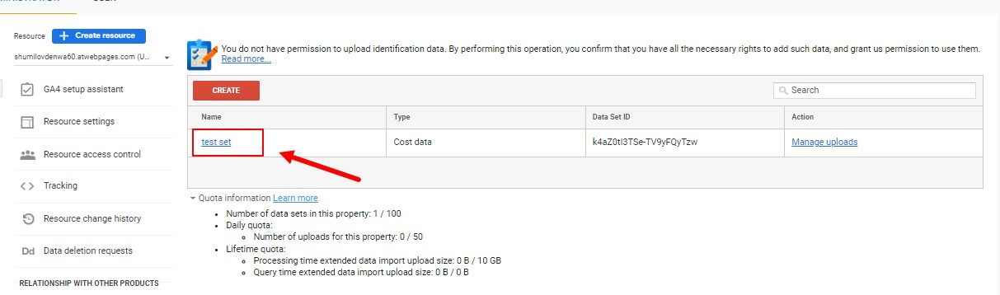 Resource + Create resource
shumilovdenwa60.atwebpages.com (U...
GA4 setup assistant
Resource settings
Resource access control
Tracking
Resource change history
Dd Data deletion requests
RELATIONSHIP WITH OTHER PRODUCTS
You do not have permission to upload identification data. By performing this operation, you confirm that you have all the necessary rights to add such data, and grant us permission to use them.
Read more...
CREATE Search
Name Type Data Set ID Action
test set Cost data k4aZ0tI3TSe-TV9yFQyTzw Manage uploads
Quota information Learn more
Number of data sets in this property: 1 / 100
Daily quota:
Number of uploads for this property: 0 / 50
Lifetime quota:
Processing time extended data import upload size: 0 B / 10 GB
Query time extended data import upload size: 0 B / 0 B